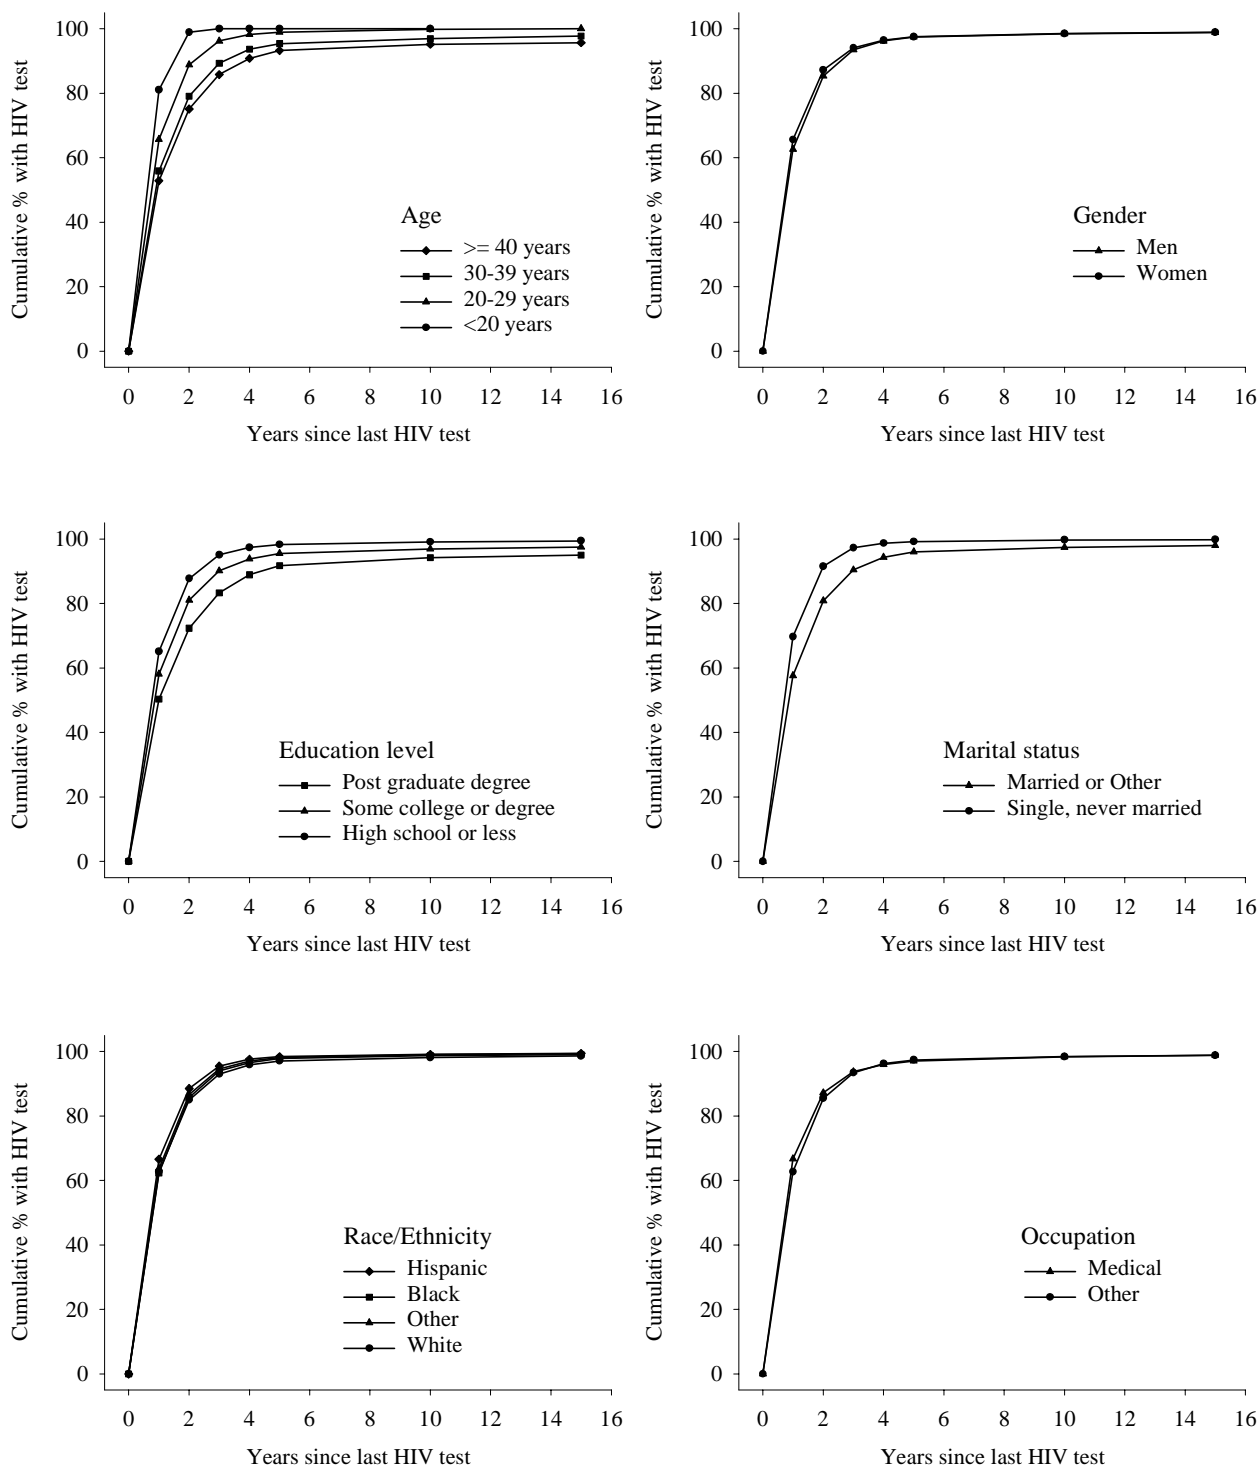 Cumulative % with HIV test
100
80
60
40
20
0
Age
>= 40 years
30-39 years
20-29 years
<20 years
0 2 4 6 8 10 12 14 16
Years since last HIV test
Cumulative % with HIV test
100
80
60
40
20
0
Gender
Men
Women
0 2 4 6 8 10 12 14 16
Years since last HIV test
Cumulative % with HIV test
100
80
60
40
20
0
Education level
Post graduate degree
Some college or degree
High school or less
0 2 4 6 8 10 12 14 16
Years since last HIV test
Cumulative % with HIV test
100
80
60
40
20
0
Marital status
Married or Other
Single, never married
0 2 4 6 8 10 12 14 16
Years since last HIV test
Cumulative % with HIV test
100
80
60
40
20
0
Race/Ethnicity
Hispanic
Black
Other
White
0 2 4 6 8 10 12 14 16
Years since last HIV test
Cumulative % with HIV test
100
80
60
40
20
0
Occupation
Medical
Other
0 2 4 6 8 10 12 14 16
Years since last HIV test